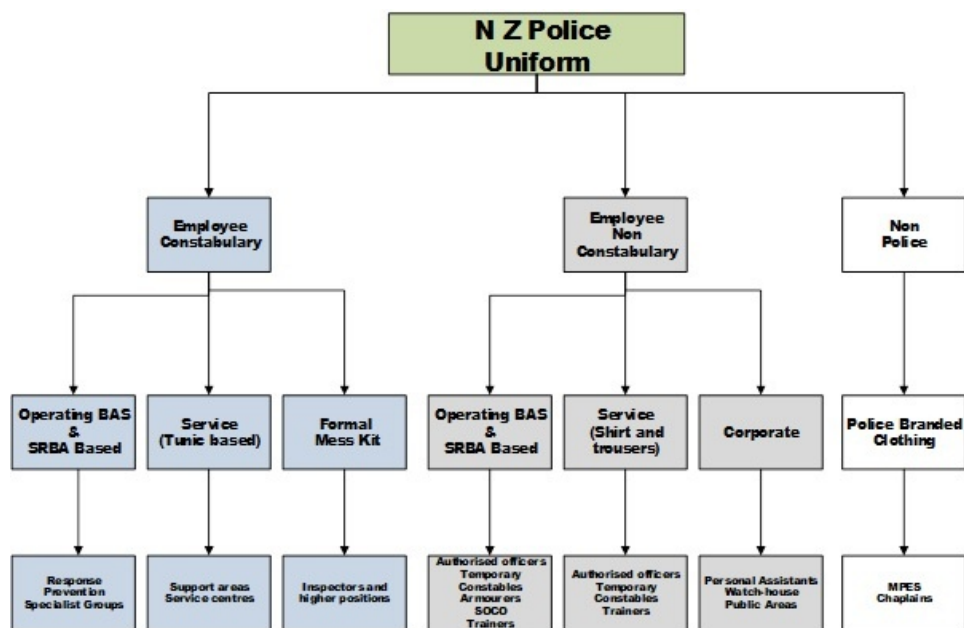 N Z Police
Uniform
Employee
Constabulary
Employee
Non
Constabulary
Non
Police
Operating BAS
&
SRBA Based
Service
(Tunic based)
Formal
Mess Kit
Operating BAS
&
SRBA Based
Service
(Shirt and
trousers)
Corporate
Police Branded
Clothing
Response
Prevention
Specialist Groups
Support areas
Service centres
Inspectors and
higher positions
Authorised officers
Temporary
Constables
Armourers
SOCO
Trainers
Authorised officers
Temporary
Constables
Trainers
Personal Assistants
Watch-house
Public Areas
MPES
Chaplains